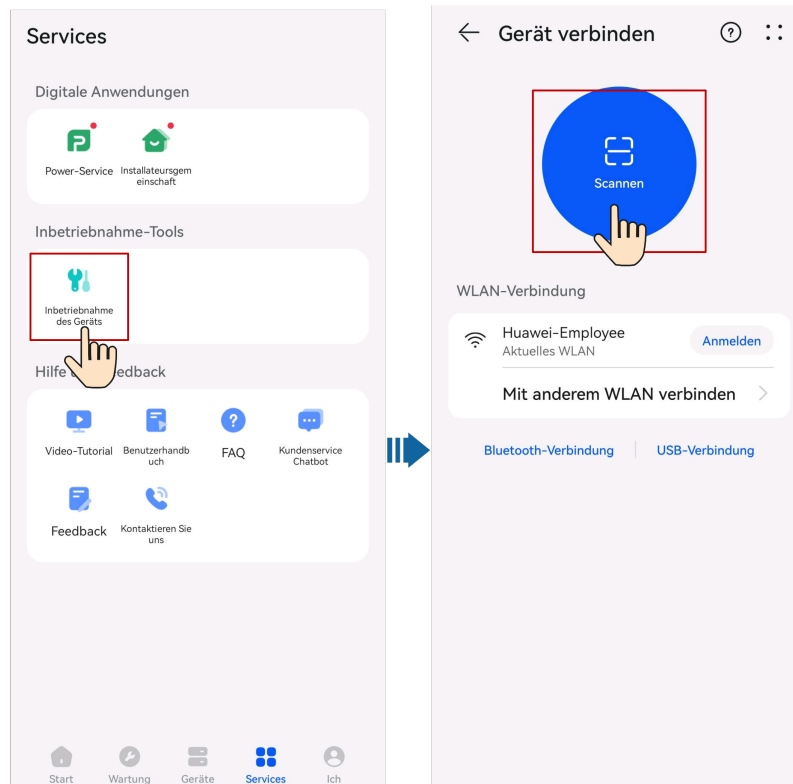 Services
Digitale Anwendungen
Power-Service
Installateursgem
einschaft
Inbetriebnahme-Tools
Inbetriebnahme
des Geräts
Hilfe
edback
Video-Tutorial
Benutzerhandb
uch
FAQ
Kundenservice
Chatbot
Feedback
Kontaktieren Sie
uns
Start
Wartung
Geräte
Services
Ich
Gerät verbinden
Scannen
WLAN-Verbindung
Huawei-Employee
Aktuelles WLAN
Anmelden
Mit anderem WLAN verbinden
Bluetooth-Verbindung
USB-Verbindung